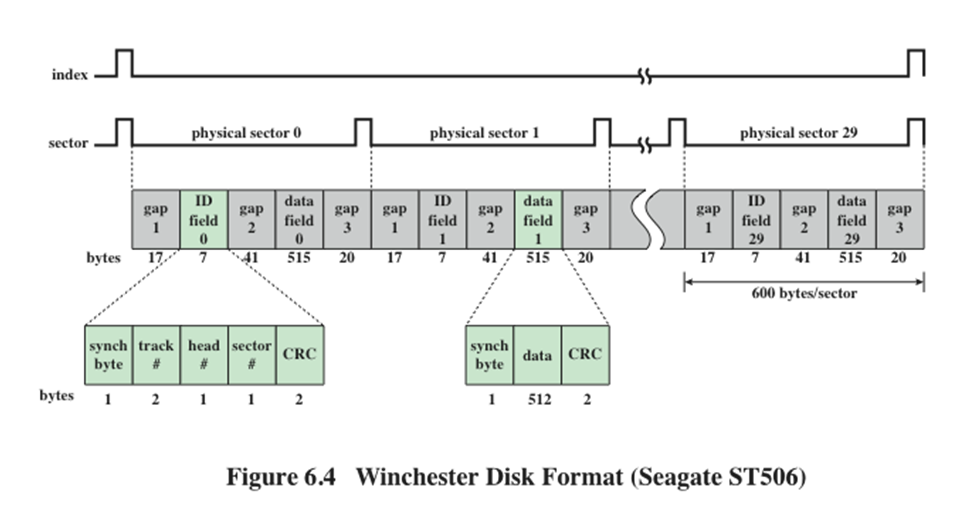 index
sector
physical sector 0
physical sector 1
physical sector 29
gap
1
ID
field
0
gap
2
data
field
0
gap
3
gap
1
ID
field
1
gap
2
data
field
1
gap
3
gap
1
ID
field
29
gap
2
data
field
29
gap
3
bytes 17 7 41 515 20 17 7 41 515 20 17 7 41 515 20
600 bytes/sector
synch
byte
track
#
head
#
sector
#
CRC
synch
byte
data
CRC
bytes 1 2 1 1 2 1 512 2
Figure 6.4 Winchester Disk Format (Seagate ST506)